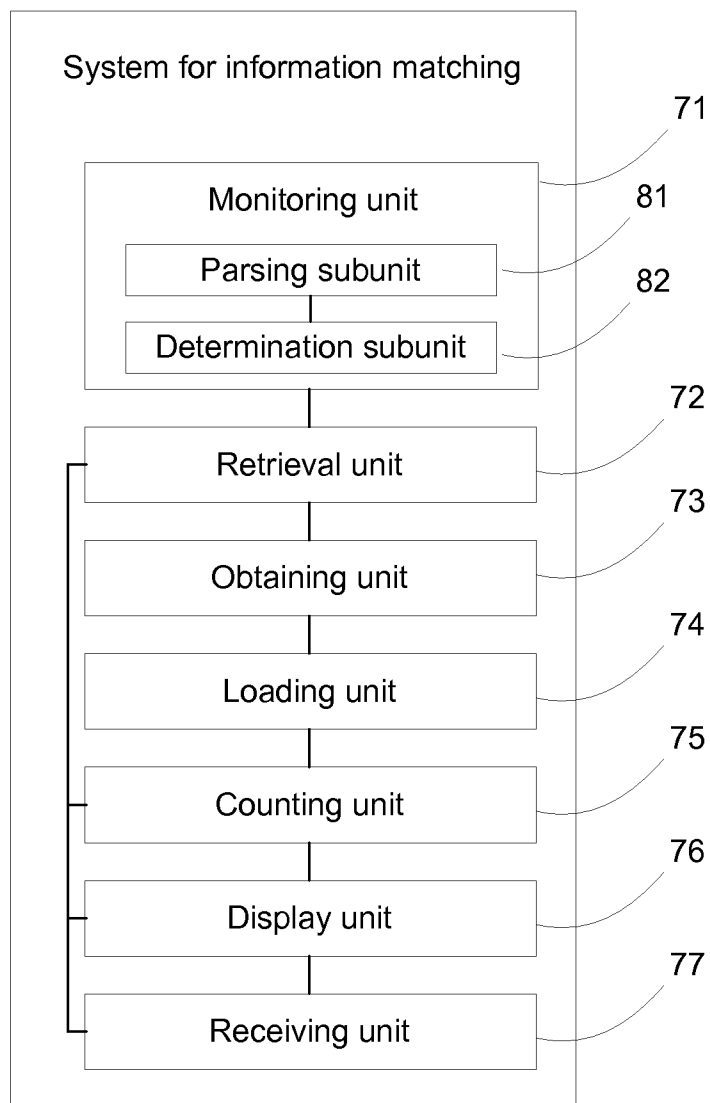 System for information matching
71
Monitoring unit
81
Parsing subunit
82
Determination subunit
72
Retrieval unit
73
Obtaining unit
74
Loading unit
75
Counting unit
76
Display unit
77
Receiving unit